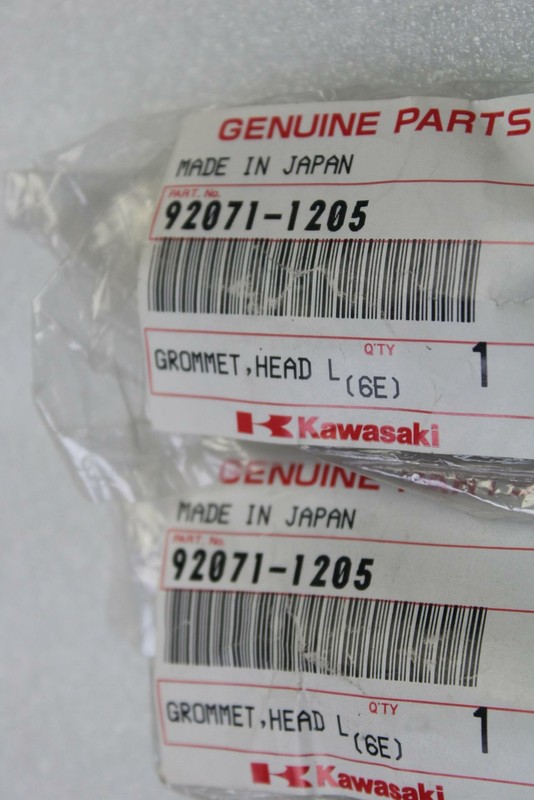 GENUINE PARTS
MADE IN JAPAN
PART. No.
92071-1205
Q'TY
GROMMET,HEAD L (6E) 1
Kawasaki
GENUINE
MADE IN JAPAN
PART. No.
92071-1205
Q'TY
GROMMET,HEAD L (6E) 1
Kawasaki